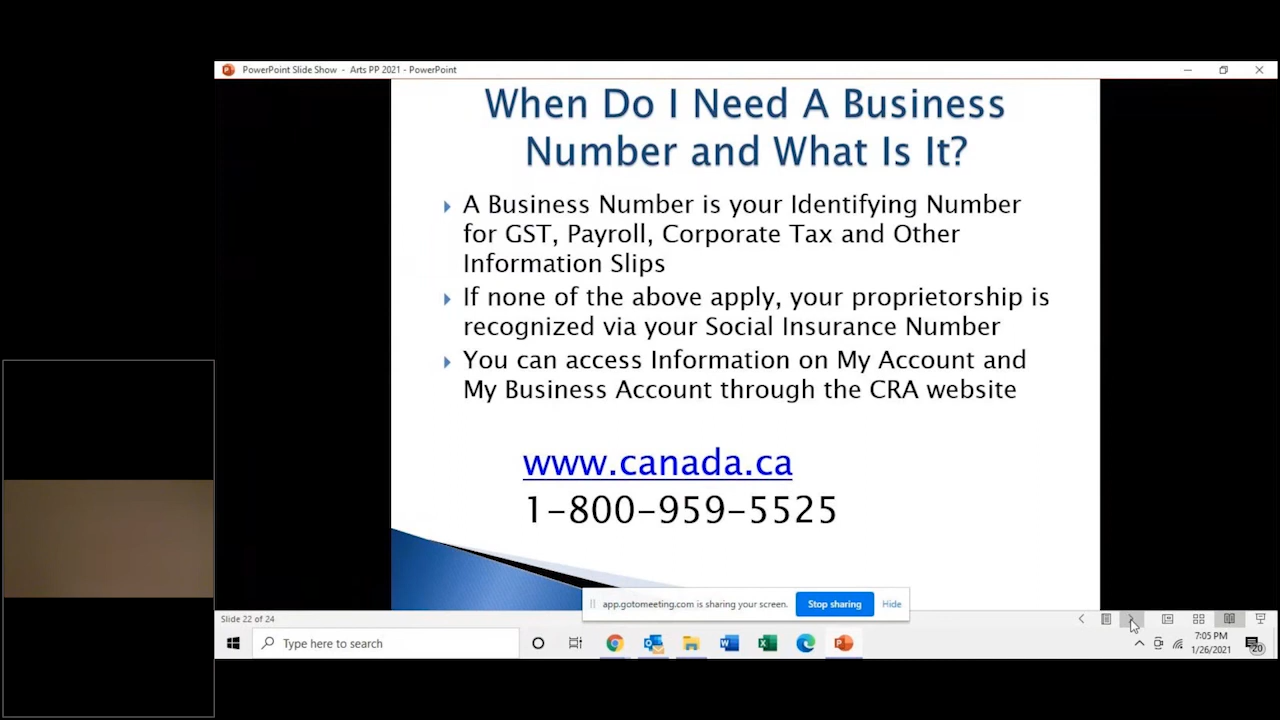 PowerPoint Slide Show - Arts PP 2021 - PowerPoint
When Do I Need A Business
Number and What Is It?
A Business Number is your Identifying Number
for GST, Payroll, Corporate Tax and Other
Information Slips
If none of the above apply, your proprietorship is
recognized via your Social Insurance Number
You can access Information on My Account and
My Business Account through the CRA website
www.canada.ca
1-800-959-5525
app.gotomeeting.com is sharing your screen.
Stop sharing
Hide
Slide 22 of 24
Type here to search
7:05 PM
1/26/2021
20